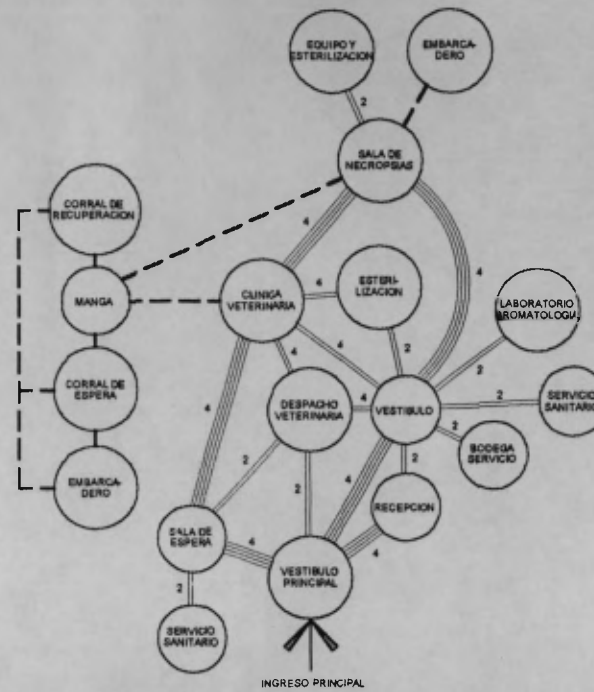 EQUIPO Y
ESTERILIZACION
EMBARCA-
DERO
2
SALA DE
NECROPSIAS
CORRAL DE
RECUPERACION
4
4
MANGA
CLINICA
VETERINARIA
4
ESTERI-
LIZACION
LABORATORIO
BROMATOLOGIA
4
2
2
CORRAL DE
ESPERA
4
4
DESPACHO
VETERINARIA
4
VESTIBULO
2
SERVICIO
SANITARIO
2
BODEGA
SERVICIO
2
2
4
2
EMBARCA-
DERO
RECEPCION
SALA DE
ESPERA
4
4
VESTIBULO
PRINCIPAL
2
SERVICIO
SANITARIO
INGRESO PRINCIPAL